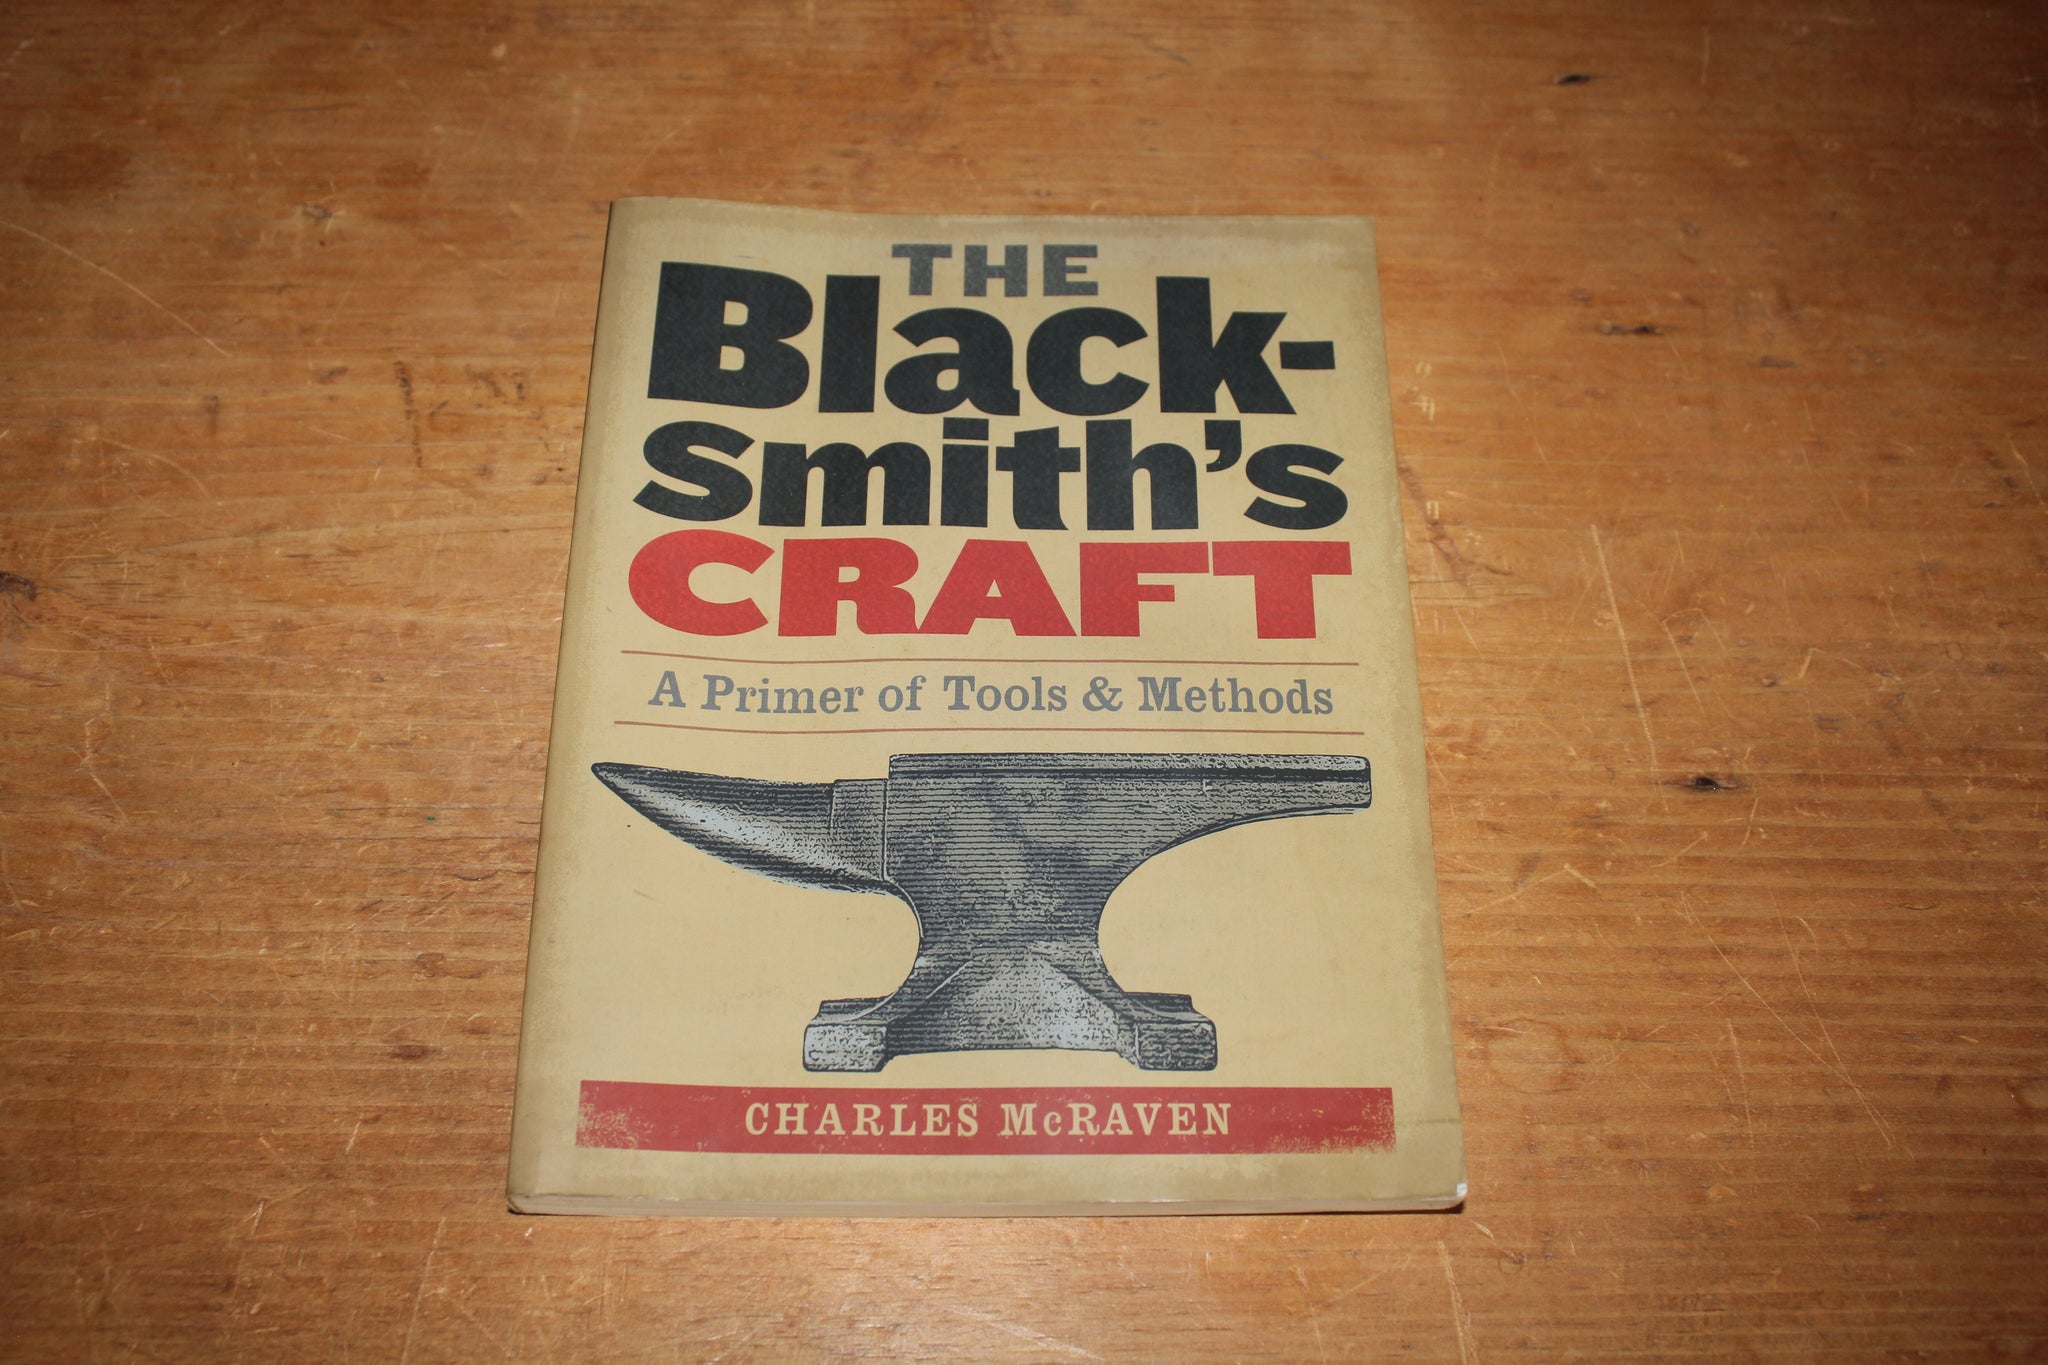 THE
Black-
Smith's
CRAFT
A Primer of Tools & Methods
CHARLES McRAVEN